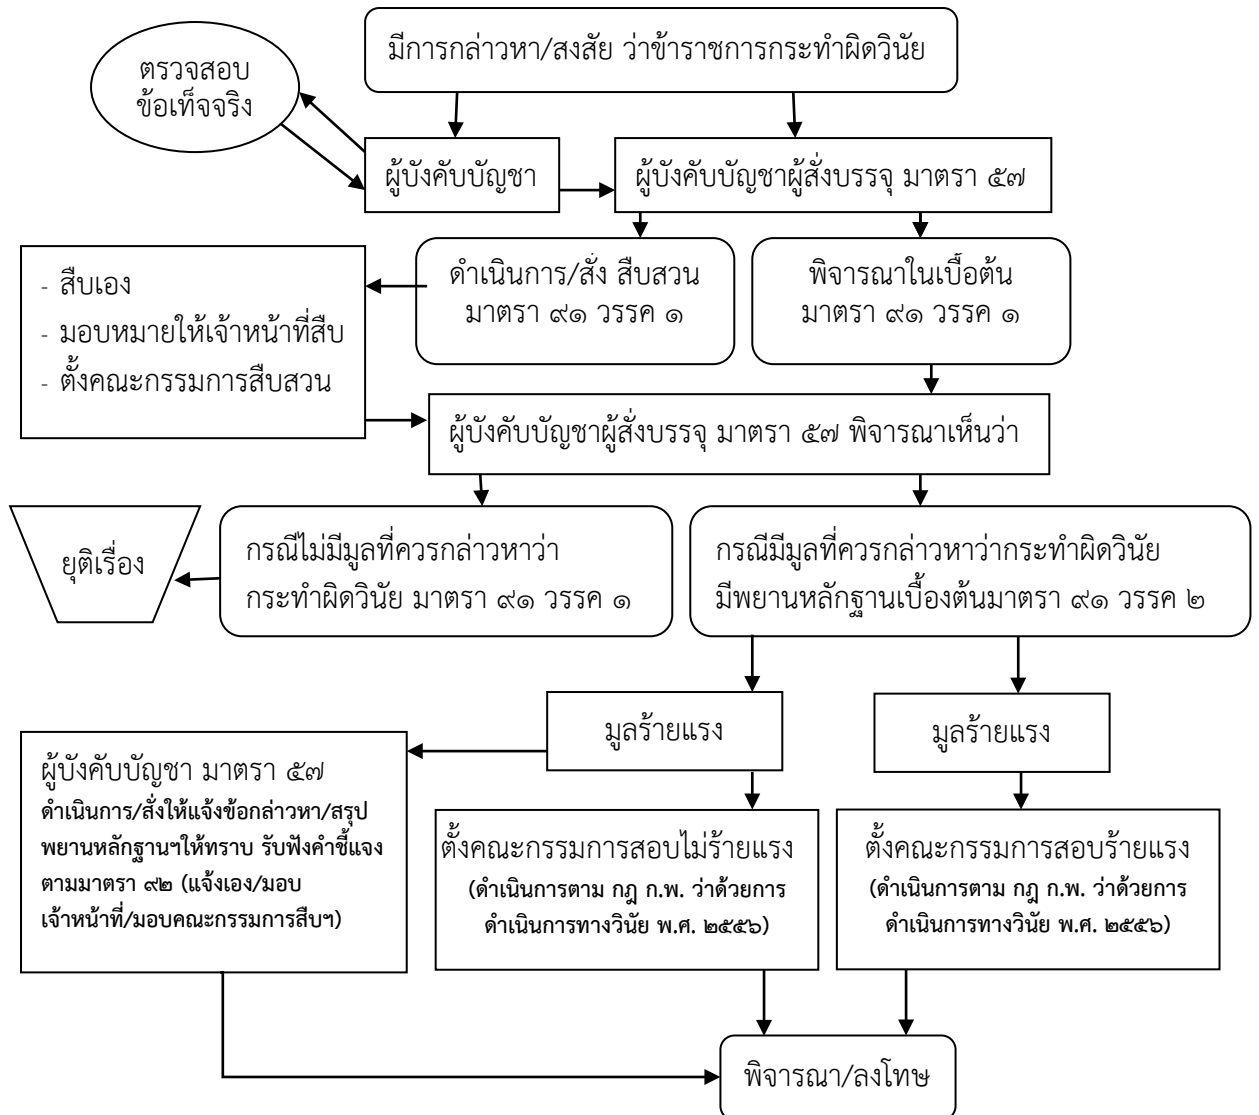 มีการกล่าวหา/สงสัย ว่าข้าราชการกระทำผิดวินัย
ตรวจสอบ
ข้อเท็จจริง
ผู้บังคับบัญชา
ผู้บังคับบัญชาผู้สั่งบรรจุ มาตรา ๕๗
ดำเนินการ/สั่ง สืบสวน
มาตรา ๙๑ วรรค ๑
พิจารณาในเบื้อต้น
มาตรา ๙๑ วรรค ๑
- สืบเอง
- มอบหมายให้เจ้าหน้าที่สืบ
- ตั้งคณะกรรมการสืบสวน
ผู้บังคับบัญชาผู้สั่งบรรจุ มาตรา ๕๗ พิจารณาเห็นว่า
ยุติเรื่อง
กรณีไม่มีมูลที่ควรกล่าวหาว่า
กระทำผิดวินัย มาตรา ๙๑ วรรค ๑
กรณีมีมูลที่ควรกล่าวหาว่ากระทำผิดวินัย
มีพยานหลักฐานเบื้องต้นมาตรา ๙๑ วรรค ๒
มูลร้ายแรง
มูลร้ายแรง
ผู้บังคับบัญชา มาตรา ๕๗
ดำเนินการ/สั่งให้แจ้งข้อกล่าวหา/สรุป
พยานหลักฐานฯให้ทราบ รับฟังคำชี้แจง
ตามมาตรา ๙๒ (แจ้งเอง/มอบ
เจ้าหน้าที่/มอบคณะกรรมการสืบฯ)
ตั้งคณะกรรมการสอบไม่ร้ายแรง
(ดำเนินการตาม กฎ ก.พ. ว่าด้วยการ
ดำเนินการทางวินัย พ.ศ. ๒๕๕๖)
ตั้งคณะกรรมการสอบร้ายแรง
(ดำเนินการตาม กฎ ก.พ. ว่าด้วยการ
ดำเนินการทางวินัย พ.ศ. ๒๕๕๖)
พิจารณา/ลงโทษ